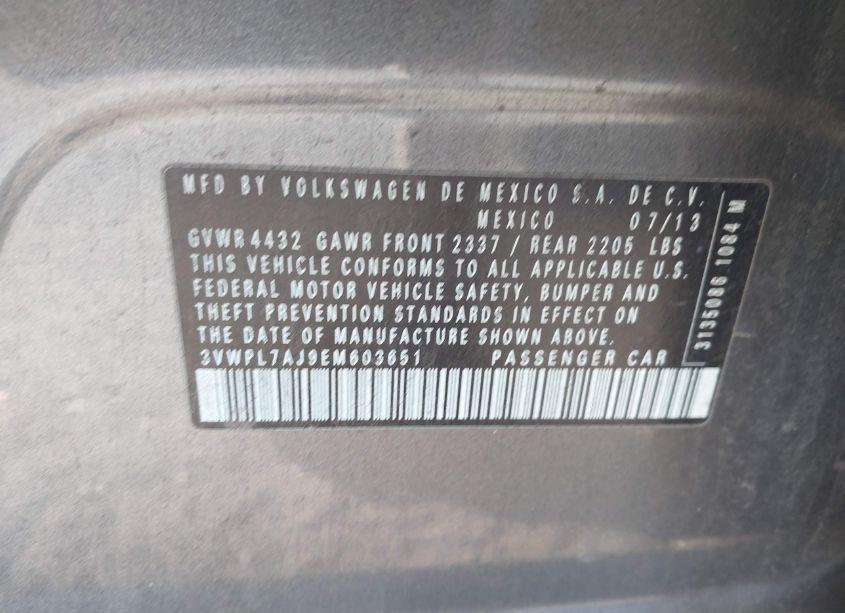 MFD BY VOLKSWAGEN DE MEXICO S.A. DE C.V.
MEXICO 07/13
GVWR 4432 GAWR FRONT 2337 / REAR 2205 LBS
THIS VEHICLE CONFORMS TO ALL APPLICABLE U.S.
FEDERAL MOTOR VEHICLE SAFETY, BUMPER AND
THEFT PREVENTION STANDARDS IN EFFECT ON
THE DATE OF MANUFACTURE SHOWN ABOVE.
3VWPL7AJ9EM603651 PASSENGER CAR
3135086 1084 M